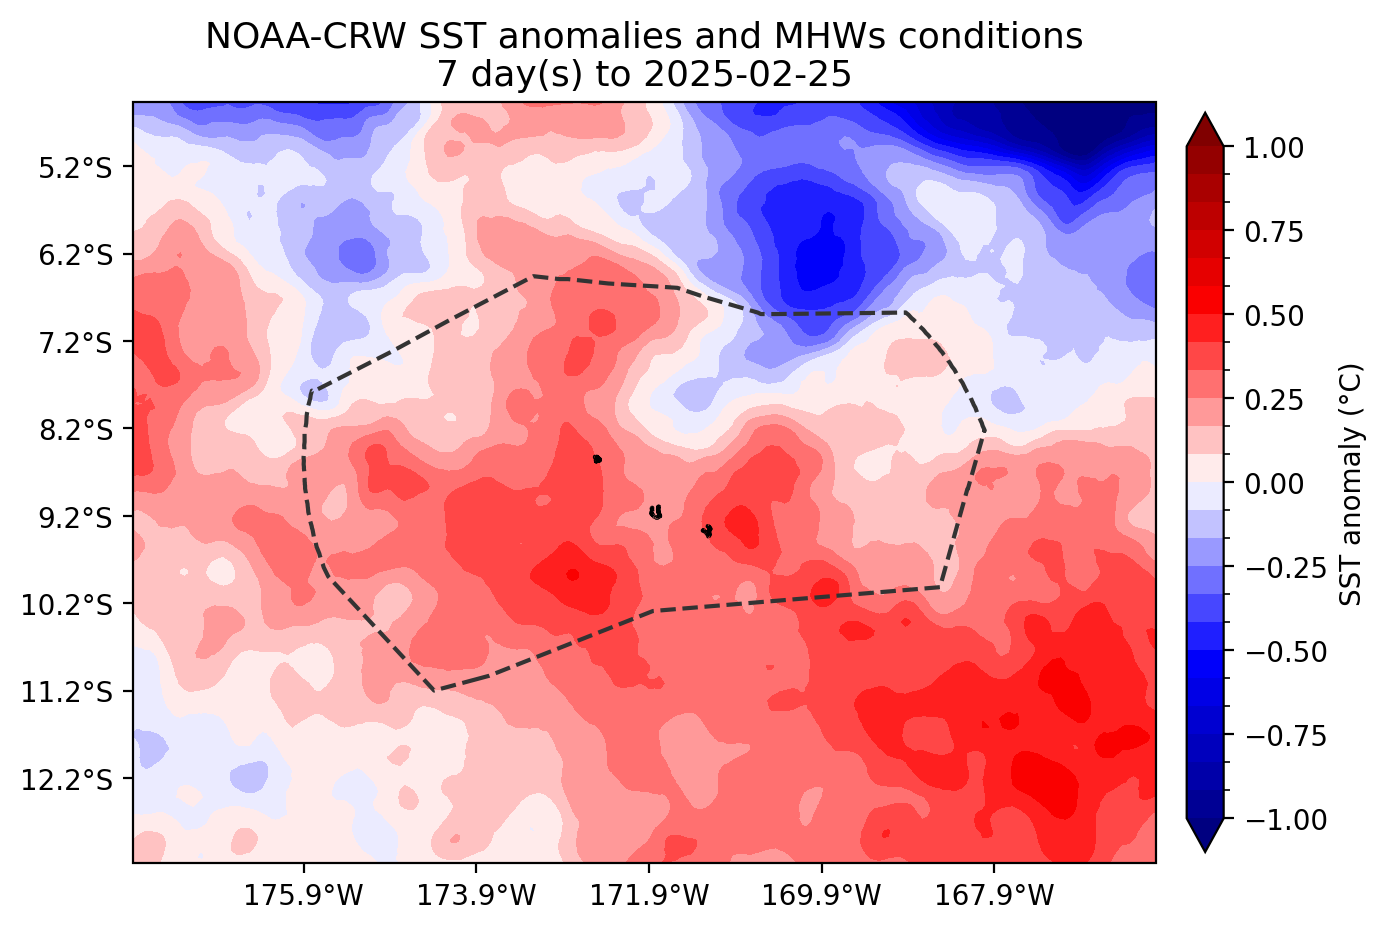 NOAA-CRW SST anomalies and MHWs conditions
7 day(s) to 2025-02-25
5.2°S
6.2°S
7.2°S
8.2°S
9.2°S
10.2°S
11.2°S
12.2°S
175.9°W
173.9°W
171.9°W
169.9°W
167.9°W
1.00
0.75
0.50
0.25
0.00
−0.25
−0.50
−0.75
−1.00
SST anomaly (°C)